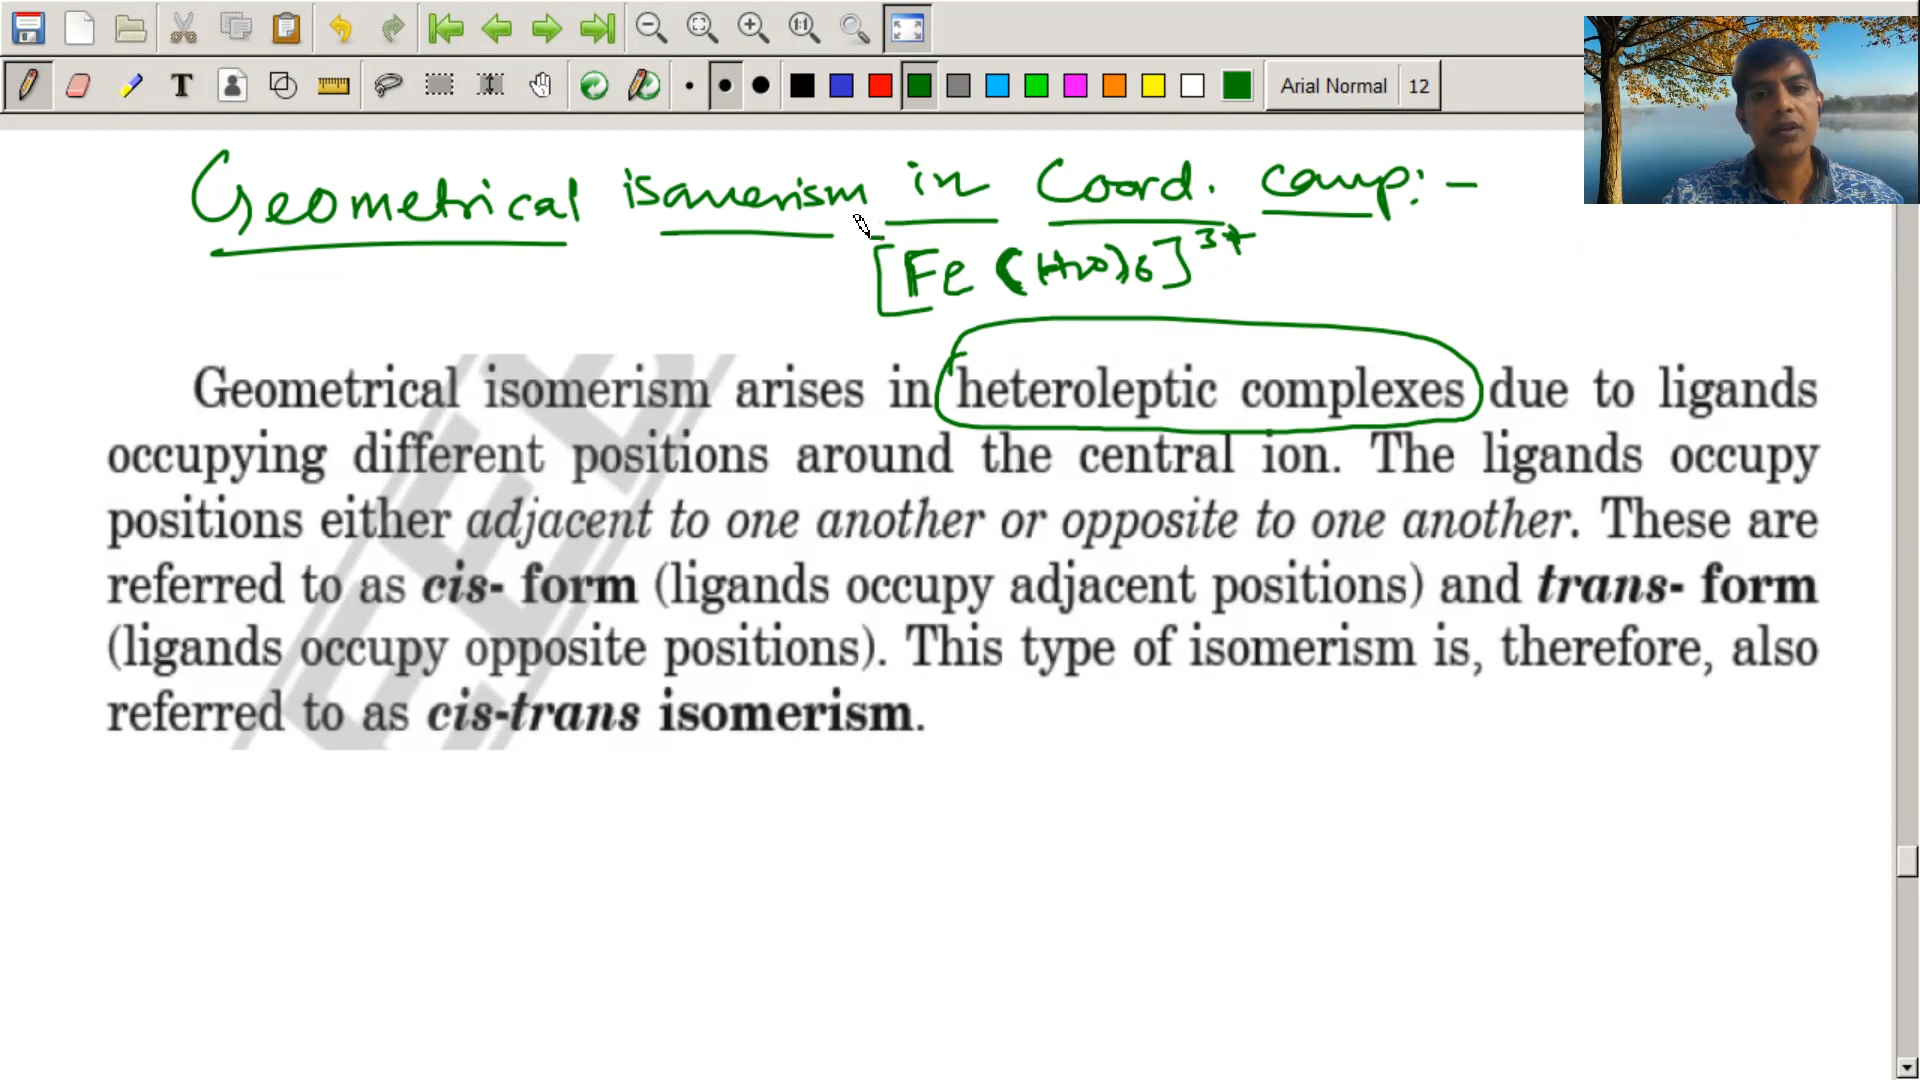 Arial Normal 12
Geometrical isomerism in Coord. comp: -
[Fe (H2O)6]3+
Geometrical isomerism arises in heteroleptic complexes due to ligands
occupying different positions around the central ion. The ligands occupy
positions either adjacent to one another or opposite to one another. These are
referred to as cis- form (ligands occupy adjacent positions) and trans- form
(ligands occupy opposite positions). This type of isomerism is, therefore, also
referred to as cis-trans isomerism.